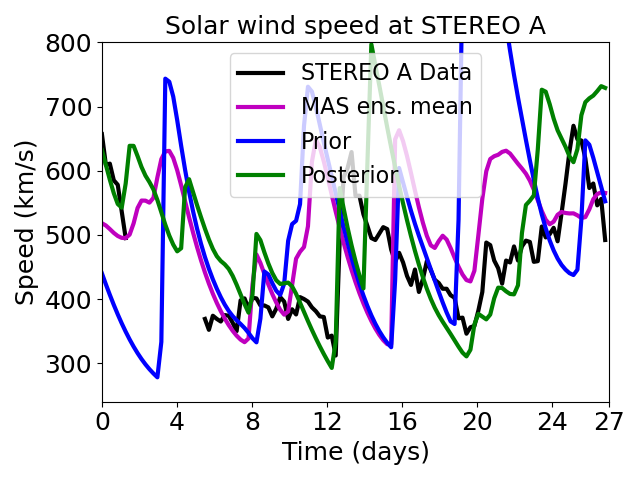 Solar wind speed at STEREO A
Speed (km/s)
800
700
600
500
400
300
STEREO A Data
MAS ens. mean
Prior
Posterior
0 4 8 12 16 20 24 27
Time (days)